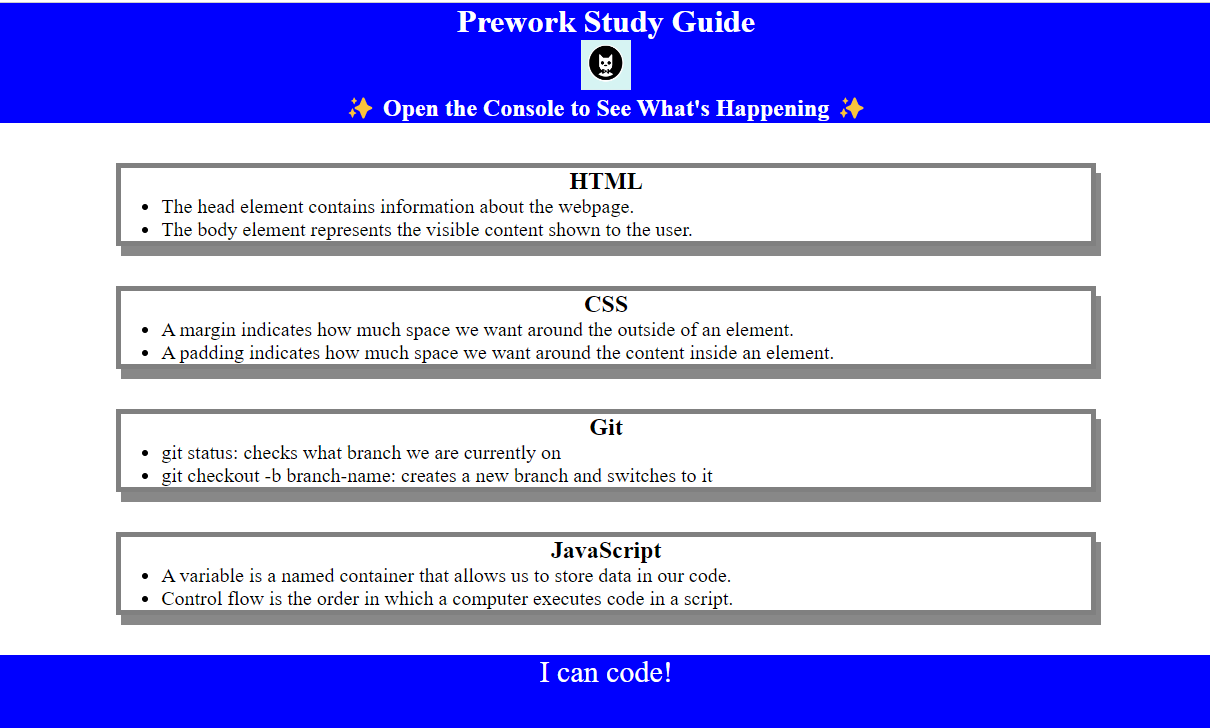 Prework Study Guide
✨ Open the Console to See What's Happening ✨
HTML
• The head element contains information about the webpage.
• The body element represents the visible content shown to the user.
CSS
• A margin indicates how much space we want around the outside of an element.
• A padding indicates how much space we want around the content inside an element.
Git
• git status: checks what branch we are currently on
• git checkout -b branch-name: creates a new branch and switches to it
JavaScript
• A variable is a named container that allows us to store data in our code.
• Control flow is the order in which a computer executes code in a script.
I can code!